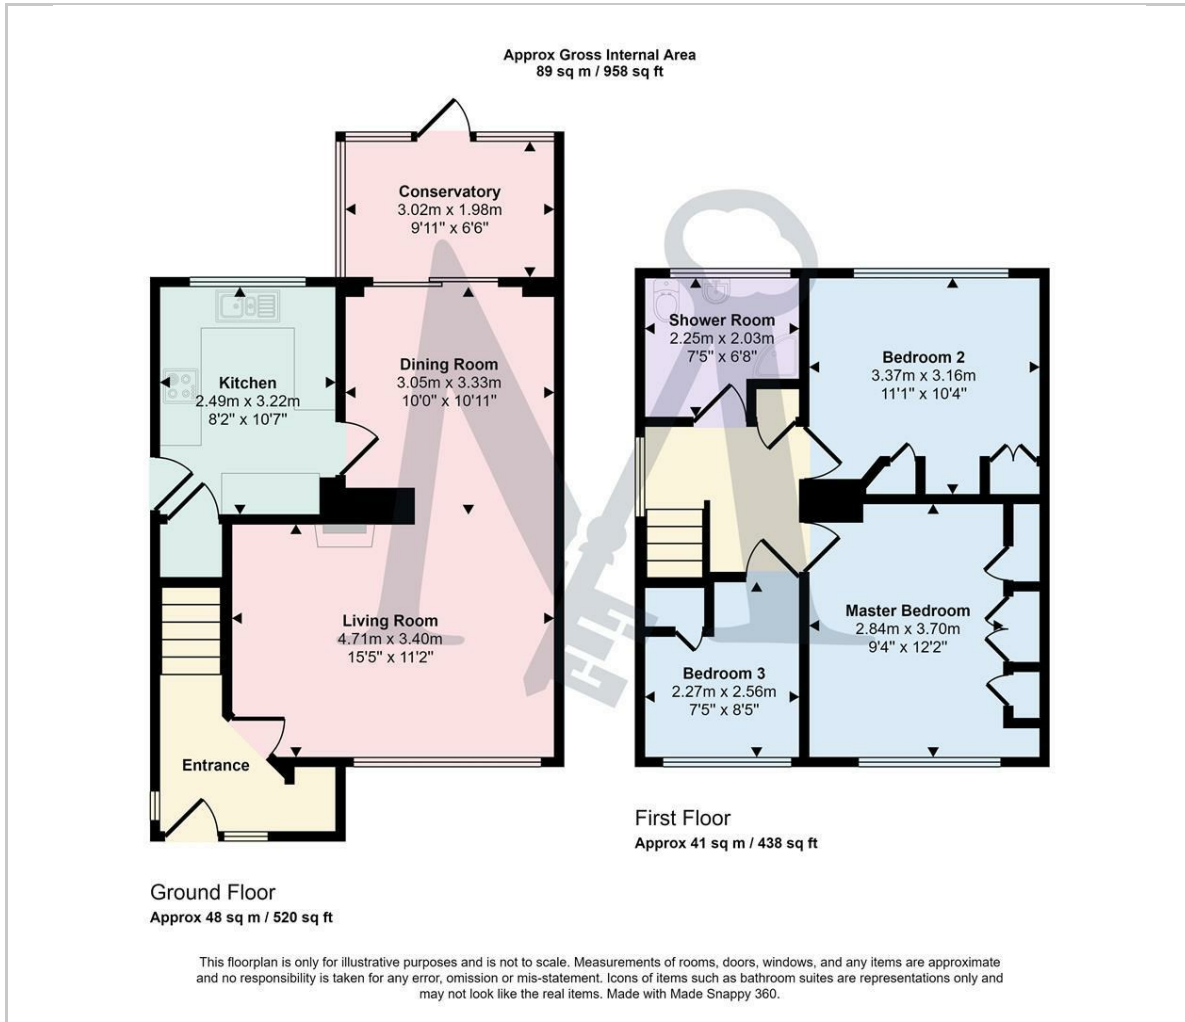 Approx Gross Internal Area
89 sq m / 958 sq ft
Conservatory
3.02m x 1.98m
9'11" x 6'6"
Kitchen
2.49m x 3.22m
8'2" x 10'7"
Dining Room
3.05m x 3.33m
10'0" x 10'11"
Living Room
4.71m x 3.40m
15'5" x 11'2"
Entrance
Ground Floor
Approx 48 sq m / 520 sq ft
Shower Room
2.25m x 2.03m
7'5" x 6'8"
Bedroom 2
3.37m x 3.16m
11'1" x 10'4"
Master Bedroom
2.84m x 3.70m
9'4" x 12'2"
Bedroom 3
2.27m x 2.56m
7'5" x 8'5"
First Floor
Approx 41 sq m / 438 sq ft
This floorplan is only for illustrative purposes and is not to scale. Measurements of rooms, doors, windows, and any items are approximate
and no responsibility is taken for any error, omission or mis-statement. Icons of items such as bathroom suites are representations only and
may not look like the real items. Made with Made Snappy 360.